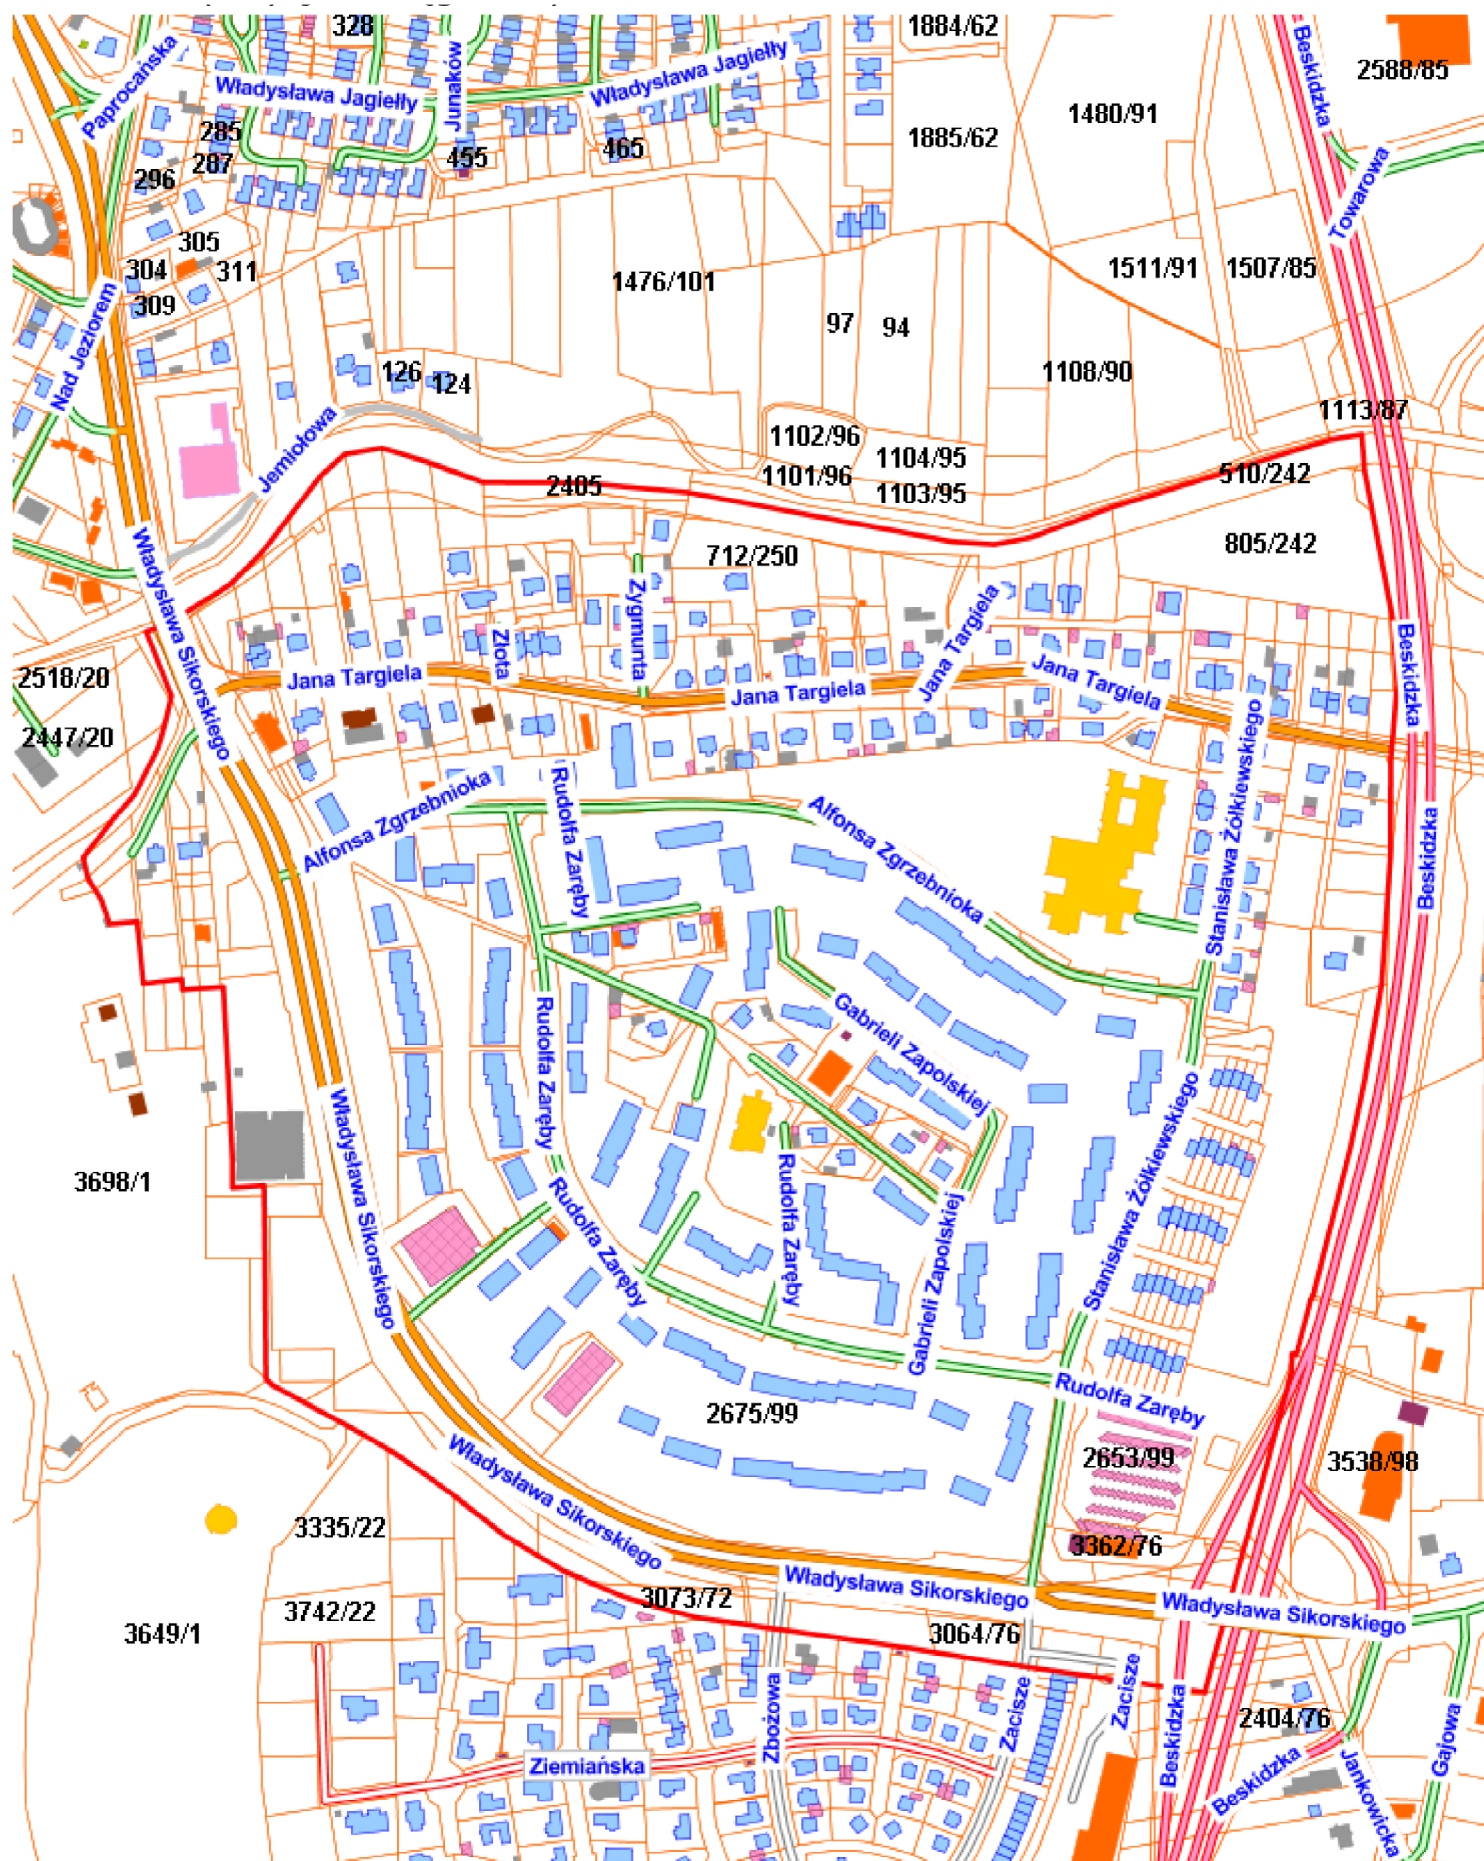 328
1884/62
Beskidzka
2588/85
Paprocańska
Junaków
Władysława Jagiełły
Władysława Jagiełły
1480/91
285
1885/62
287
455
465
296
Towarowa
305
304
311
1476/101
1511/91
1507/85
309
Nad Jeziorem
97
94
126
124
1108/90
1113/87
Jemiołowa
1102/96
1104/95
1101/96
510/242
2405
1103/95
712/250
805/242
Władysława Sikorskiego
Zygmunta
Jana Targiela
Złota
Beskidzka
2518/20
Jana Targiela
Jana Targiela
Jana Targiela
2447/20
Alfonsa Zgrzebnioka
Rudolfa Zaręby
Alfonsa Zgrzebnioka
Stanisława Żółkiewskiego
Beskidzka
Rudolfa Zaręby
Gabrieli Zapolskiej
Władysława Sikorskiego
3698/1
Rudolfa Zaręby
Rudolfa Zaręby
Stanisława Żółkiewskiego
Gabrieli Zapolskiej
Rudolfa Zaręby
2675/99
2653/99
3538/98
Władysława Sikorskiego
3335/22
3362/76
Władysława Sikorskiego
Władysława Sikorskiego
3742/22
3073/72
3649/1
3064/76
Zbożowa
Zacisze
Zacisze
Beskidzka
2404/76
Gajowa
Ziemiańska
Beskidzka
Jankowicka